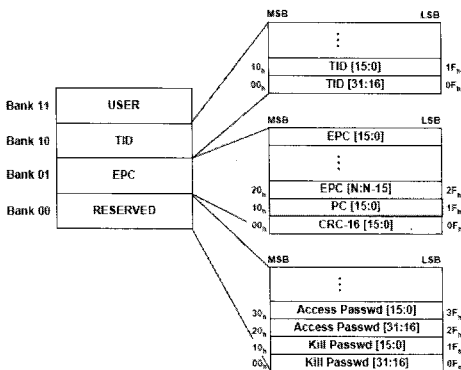 MSB LSB
10h TID [15:0] 1Fh
00h TID [31:16] 0Fh
Bank 11 USER
Bank 10 TID
Bank 01 EPC
Bank 00 RESERVED
MSB LSB
EPC [15:0]
20h EPC [N:N-15] 2Fh
10h PC [15:0] 1Fh
00h CRC-16 [15:0] 0Fh
MSB LSB
30h Access Passwd [15:0] 3Fh
20h Access Passwd [31:16] 2Fh
10h Kill Passwd [15:0] 1Fh
00h Kill Passwd [31:16] 0Fh